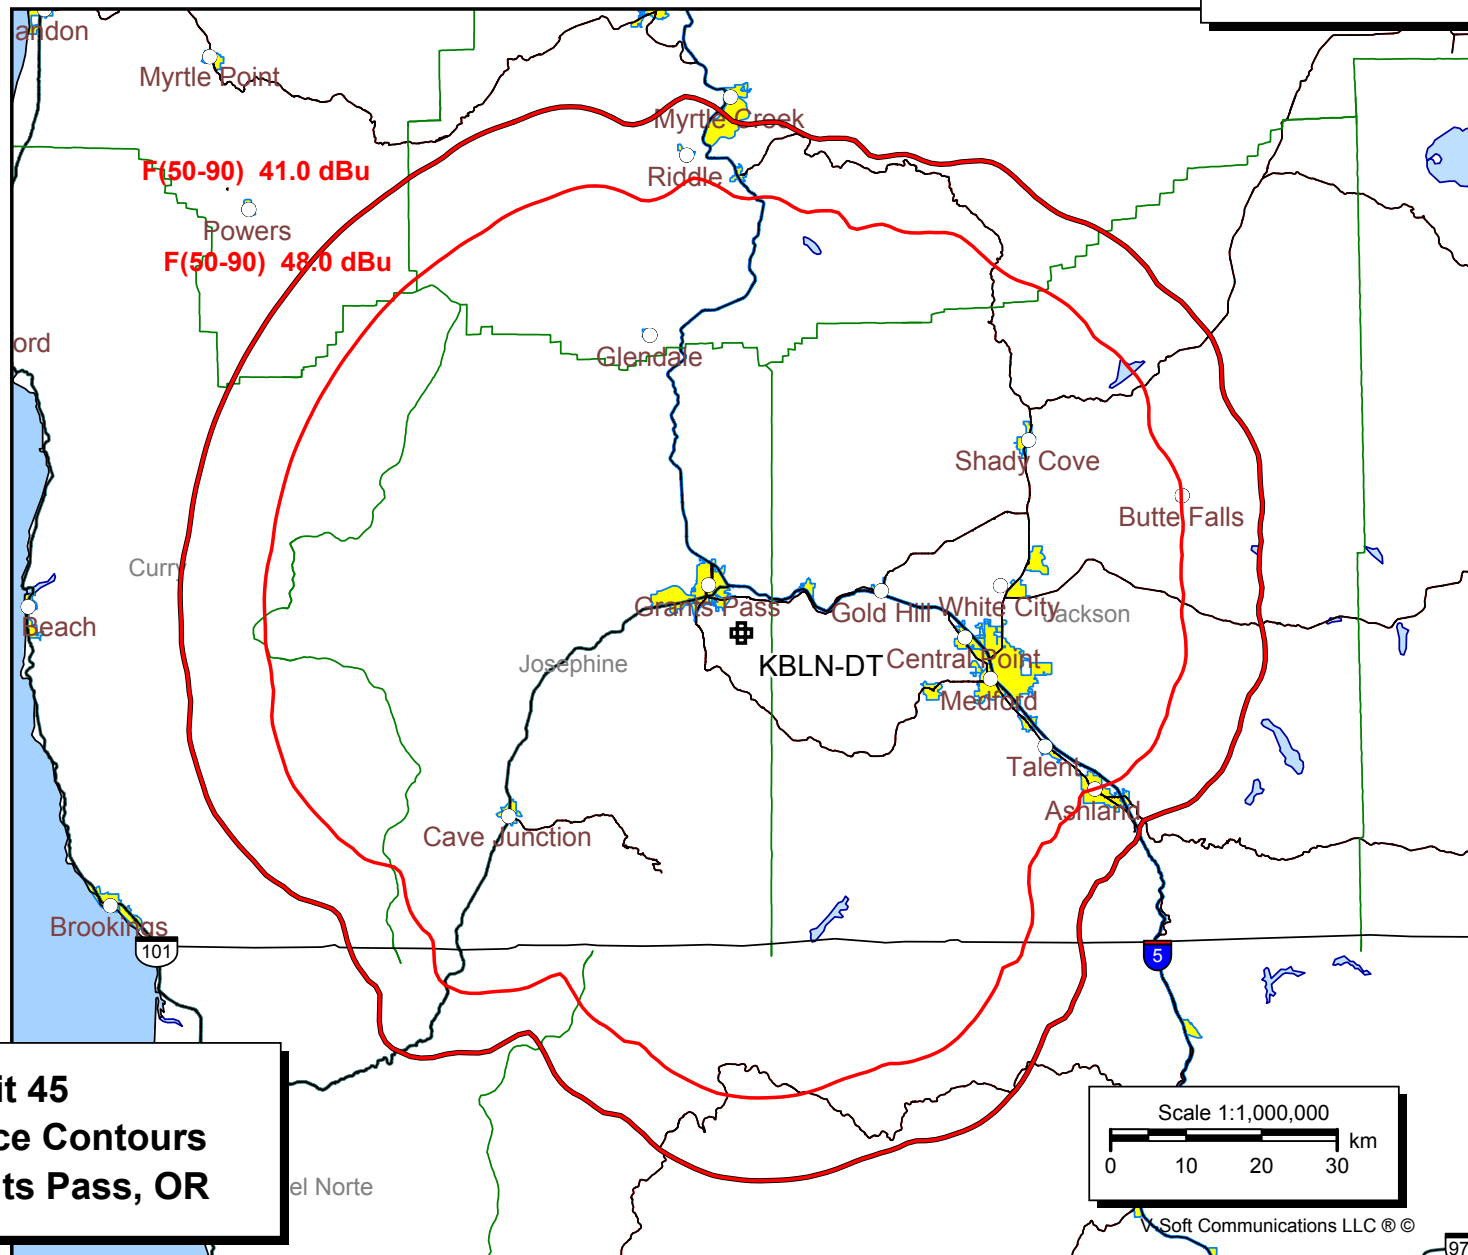 andon
Myrtle Point
Myrtle Creek
F(50-90) 41.0 dBu
Riddle
Powers
F(50-90) 48.0 dBu
ord
Glendale
Shady Cove
Butte Falls
Curry
Grants Pass
Gold Hill
White City
Jackson
Beach
Josephine
KBLN-DT
Central Point
Medford
Talent
Ashland
Cave Junction
Brookings
101
5
it 45
ce Contours
ts Pass, OR
el Norte
Scale 1:1,000,000
km
0 10 20 30
V-Soft Communications LLC ® ©
97